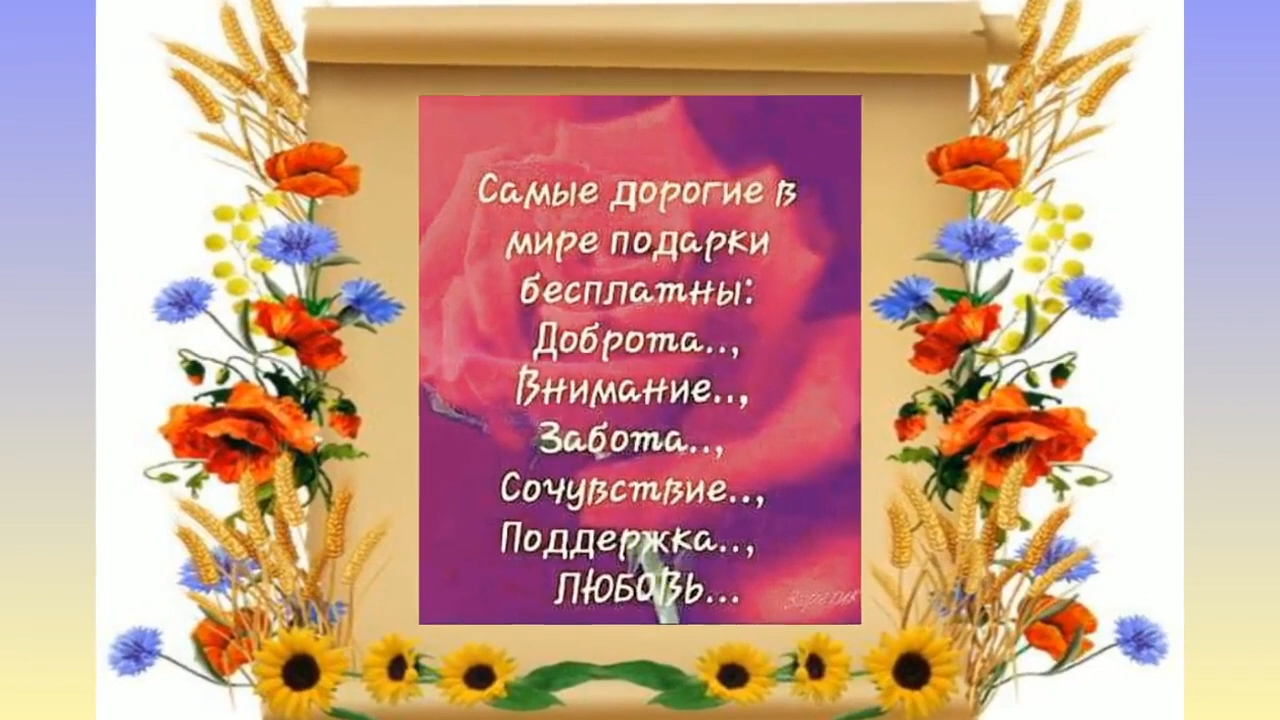 Самые дорогие в
мире подарки
бесплатны:
Доброта..,
Внимание..,
Забота..,
Сочувствие..,
Поддержка..,
ЛЮБОВЬ...